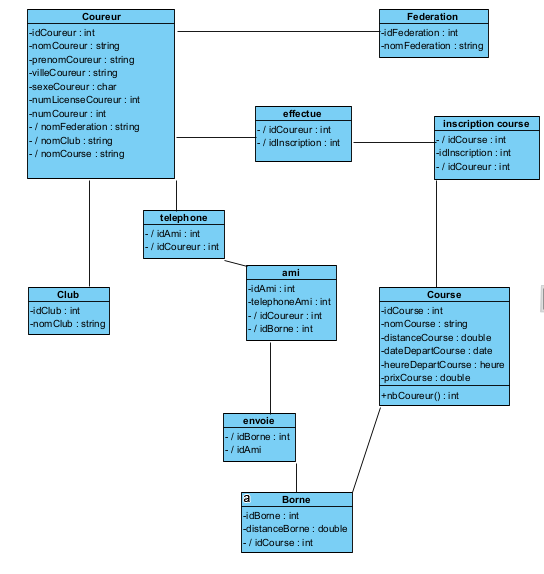 Coureur
-idCoureur : int
-nomCoureur : string
-prenomCoureur : string
-villeCoureur : string
-sexeCoureur : char
-numLicenseCoureur : int
-numCoureur : int
- / nomFederation : string
- / nomClub : string
- / nomCourse : string
Federation
-idFederation : int
-nomFederation : string
effectue
- / idCoureur : int
- / idInscription : int
inscription course
- / idCourse : int
-idInscription : int
- / idCoureur : int
telephone
- / idAmi : int
- / idCoureur : int
ami
-idAmi : int
-telephoneAmi : int
- / idCoureur : int
- / idBorne : int
Club
-idClub : int
-nomClub : string
Course
-idCourse : int
-nomCourse : string
-distanceCourse : double
-dateDepartCourse : date
-heureDepartCourse : heure
-prixCourse : double
+nbCoureur() : int
envoie
- / idBorne : int
- / idAmi
a
Borne
-idBorne : int
-distanceBorne : double
- / idCourse : int